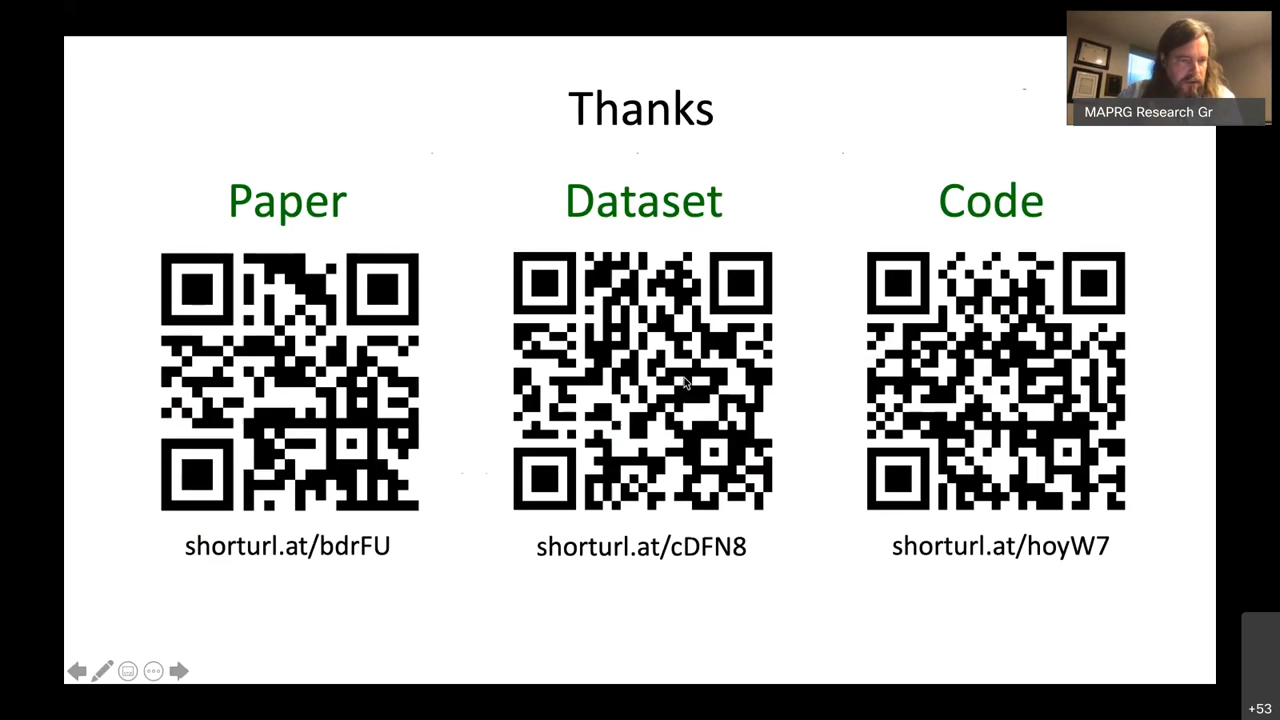 Thanks
MAPRG Research Gr
Paper
Dataset
Code
shorturl.at/bdrFU
shorturl.at/cDFN8
shorturl.at/hoyW7
+53